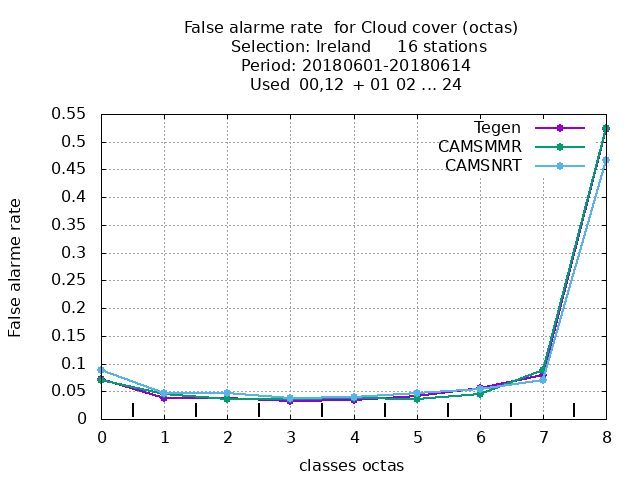 False alarme rate  for Cloud cover (octas)
Selection: Ireland     16 stations
Period: 20180601-20180614
Used  00,12  + 01 02 ... 24
0.55
0.5
0.45
0.4
0.35
0.3
0.25
0.2
0.15
0.1
0.05
0
False alarme rate
Tegen
CAMSMMR
CAMSNRT
0 1 2 3 4 5 6 7 8
classes octas